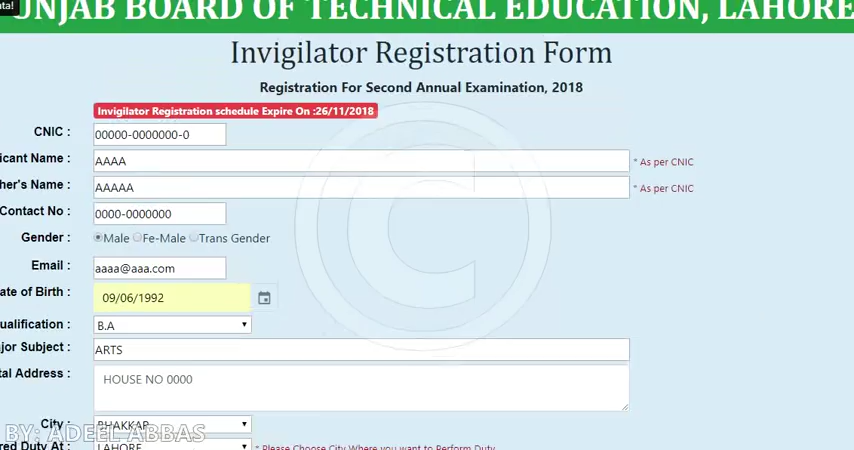 ta!
UNJAB BOARD OF TECHNICAL EDUCATION, LAHORE
Invigilator Registration Form
Registration For Second Annual Examination, 2018
Invigilator Registration schedule Expire On :26/11/2018
CNIC : 00000-0000000-0
icant Name : AAAA * As per CNIC
her's Name : AAAAA * As per CNIC
Contact No : 0000-0000000
Gender : Male Fe-Male Trans Gender
Email : aaaa@aaa.com
ate of Birth : 09/06/1992
ualification : B.A
jor Subject : ARTS
tal Address : HOUSE NO 0000
City : BHAKKAR
BY: ADEEL ABBAS
red Duty At : LAHORE * Please Choose City Where you want to Perform Duty